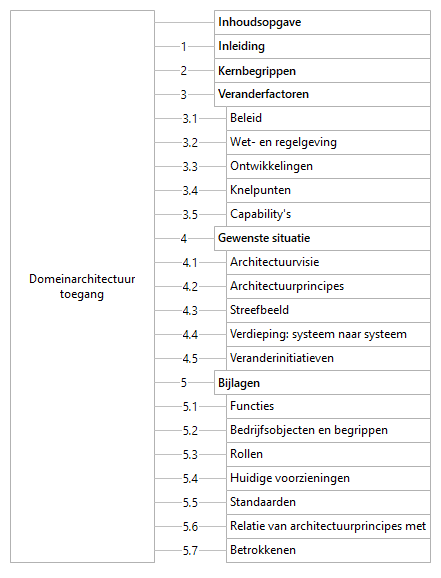 Domeinarchitectuur
toegang
Inhoudsopgave
1 Inleiding
2 Kernbegrippen
3 Veranderfactoren
3.1 Beleid
3.2 Wet- en regelgeving
3.3 Ontwikkelingen
3.4 Knelpunten
3.5 Capability's
4 Gewenste situatie
4.1 Architectuurvisie
4.2 Architectuurprincipes
4.3 Streefbeeld
4.4 Verdieping: systeem naar systeem
4.5 Veranderinitiatieven
5 Bijlagen
5.1 Functies
5.2 Bedrijfsobjecten en begrippen
5.3 Rollen
5.4 Huidige voorzieningen
5.5 Standaarden
5.6 Relatie van architectuurprincipes met
5.7 Betrokkenen